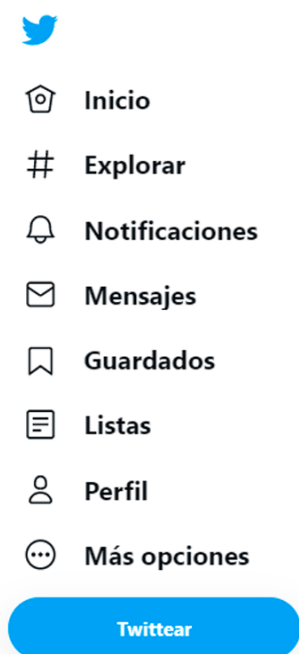 Inicio
Explorar
Notificaciones
Mensajes
Guardados
Listas
Perfil
Más opciones
Twittear